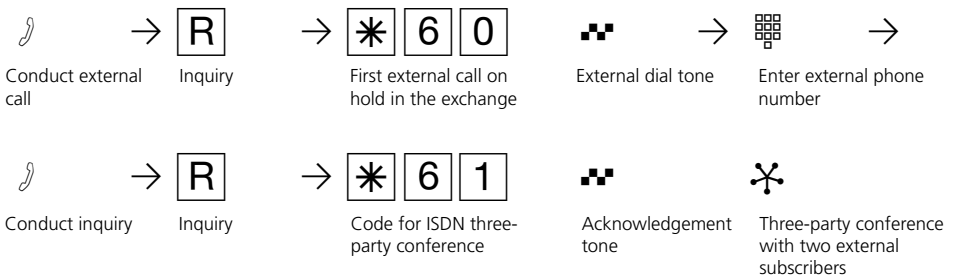 R ✱ 6 0
Conduct external Inquiry First external call on External dial tone Enter external phone
call hold in the exchange number
R ✱ 6 1
Conduct inquiry Inquiry Code for ISDN three- Acknowledgement Three-party conference
party conference tone with two external
subscribers